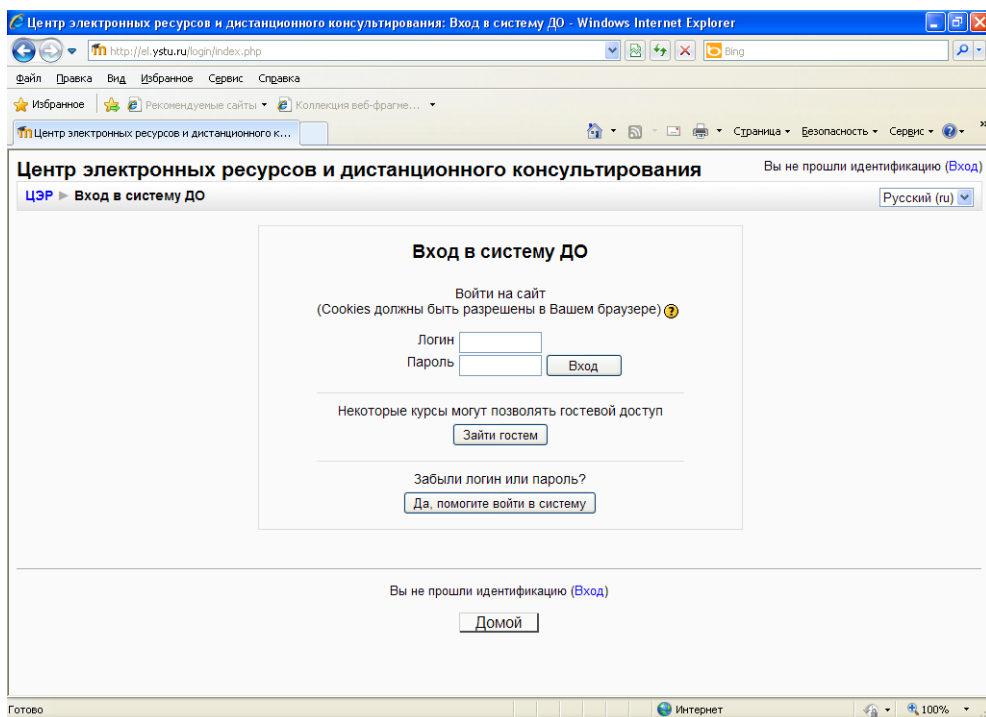 Центр электронных ресурсов и дистанционного консультирования: Вход в систему ДО - Windows Internet Explorer
http://el.ystu.ru/login/index.php
Bing
Файл Правка Вид Избранное Сервис Справка
Избранное Рекомендуемые сайты Коллекция веб-фрагме...
Центр электронных ресурсов и дистанционного к... Страница Безопасность Сервис »
Центр электронных ресурсов и дистанционного консультирования Вы не прошли идентификацию (Вход)
ЦЭР ► Вход в систему ДО Русский (ru)
Вход в систему ДО
Войти на сайт
(Cookies должны быть разрешены в Вашем браузере) ?
Логин
Пароль Вход
Некоторые курсы могут позволять гостевой доступ
Зайти гостем
Забыли логин или пароль?
Да, помогите войти в систему
Вы не прошли идентификацию (Вход)
Домой
Готово Интернет 100%